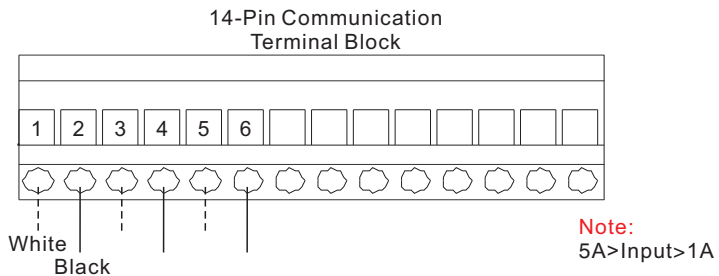 14-Pin Communication
Terminal Block
1 2 3 4 5 6
White
Black
Note:
5A>Input>1A